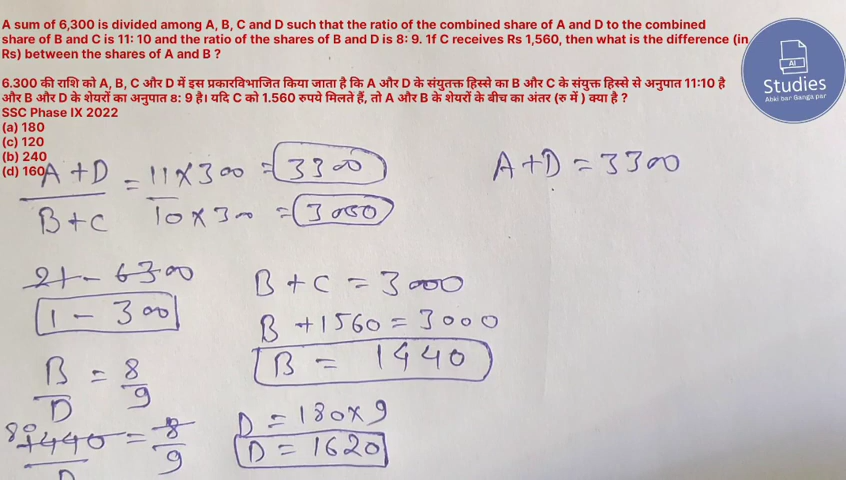 A sum of 6,300 is divided among A, B, C and D such that the ratio of the combined share of A and D to the combined
share of B and C is 11: 10 and the ratio of the shares of B and D is 8: 9. 1f C receives Rs 1,560, then what is the difference (in
Rs) between the shares of A and B ?
6.300 की राशि को A, B, C और D में इस प्रकारविभाजित किया जाता है कि A और D के संयुतक्त हिस्से का B और C के संयुक्त हिस्से से अनुपात 11:10 है
और B और D के शेयरों का अनुपात 8: 9 है। यदि C को 1.560 रुपये मिलते हैं, तो A और B के शेयरों के बीच का अंतर (रु में ) क्या है ?
SSC Phase IX 2022
(a) 180
(c) 120
(b) 240
(d) 160
AI
Studies
Abki bar Ganga par
A + D = 11 × 300 = 3300
B + C 10 × 300 = 3000
A + D = 3300
21 - 6300
1 - 300
B + C = 3000
B + 1560 = 3000
B = 1440
B = 8
D 9
D = 180 × 9
D = 1620
1440 = 8
D 9